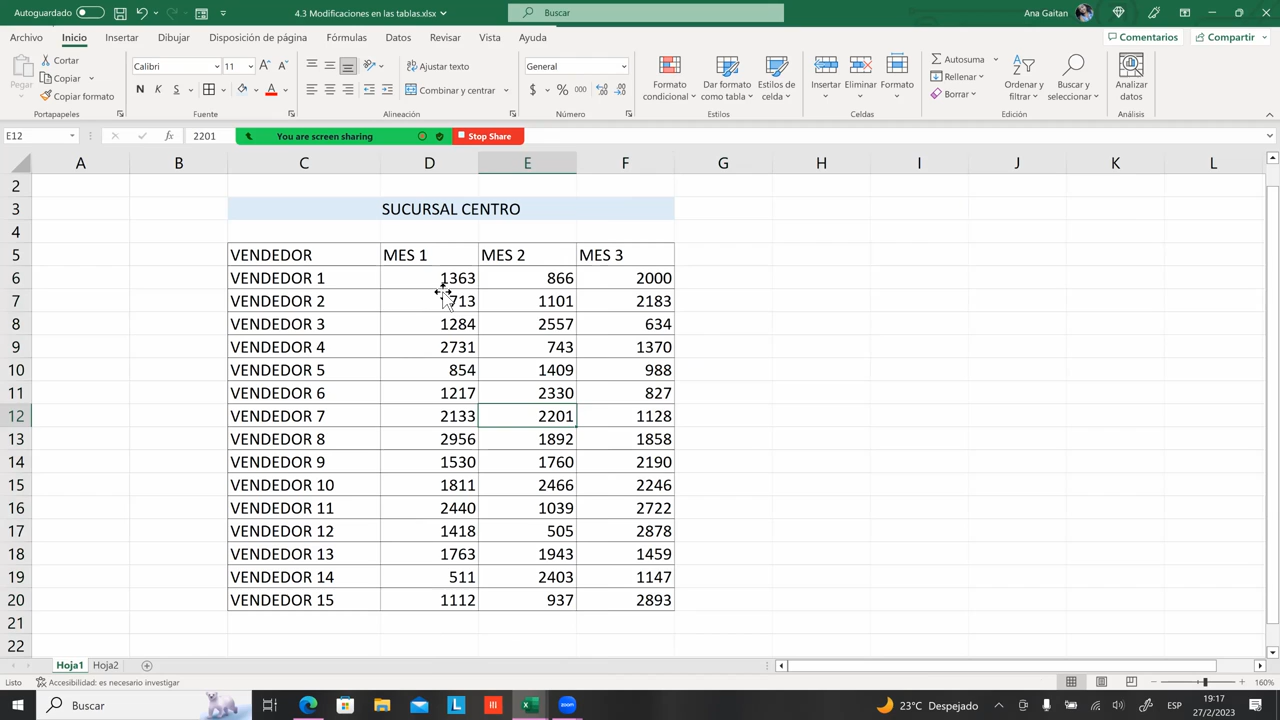 Autoguardado
4.3 Modificaciones en las tablas.xlsx
Buscar
Ana Gaitan
Archivo Inicio Insertar Dibujar Disposición de página Fórmulas Datos Revisar Vista Ayuda
Comentarios Compartir
Pegar
Cortar
Copiar
Copiar formato
Portapapeles
Calibri 11
N K S
Fuente
Ajustar texto
Combinar y centrar
Alineación
General
$ % 000
Número
Formato condicional
Dar formato como tabla
Estilos de celda
Estilos
Insertar Eliminar Formato
Celdas
Autosuma
Rellenar
Borrar
Ordenar y filtrar
Buscar y seleccionar
Edición
Analizar datos
Análisis
E12 fx 2201
You are screen sharing Stop Share
A B C D E F G H I J K L
2
3 SUCURSAL CENTRO
4
5 VENDEDOR MES 1 MES 2 MES 3
6 VENDEDOR 1 1363 866 2000
7 VENDEDOR 2 713 1101 2183
8 VENDEDOR 3 1284 2557 634
9 VENDEDOR 4 2731 743 1370
10 VENDEDOR 5 854 1409 988
11 VENDEDOR 6 1217 2330 827
12 VENDEDOR 7 2133 2201 1128
13 VENDEDOR 8 2956 1892 1858
14 VENDEDOR 9 1530 1760 2190
15 VENDEDOR 10 1811 2466 2246
16 VENDEDOR 11 2440 1039 2722
17 VENDEDOR 12 1418 505 2878
18 VENDEDOR 13 1763 1943 1459
19 VENDEDOR 14 511 2403 1147
20 VENDEDOR 15 1112 937 2893
21
22
Hoja1 Hoja2
Listo Accesibilidad: es necesario investigar 160%
Buscar
23°C Despejado
ESP
19:17
27/2/2023